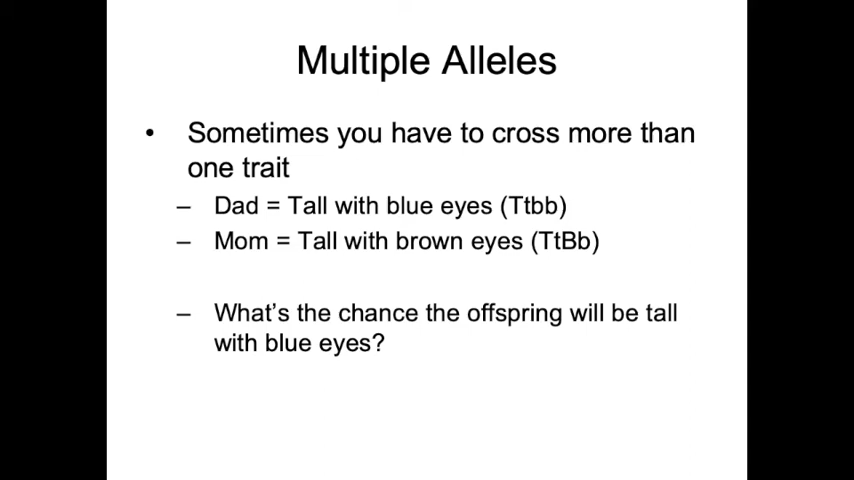 Multiple Alleles
• Sometimes you have to cross more than
one trait
– Dad = Tall with blue eyes (Ttbb)
– Mom = Tall with brown eyes (TtBb)
– What's the chance the offspring will be tall
with blue eyes?